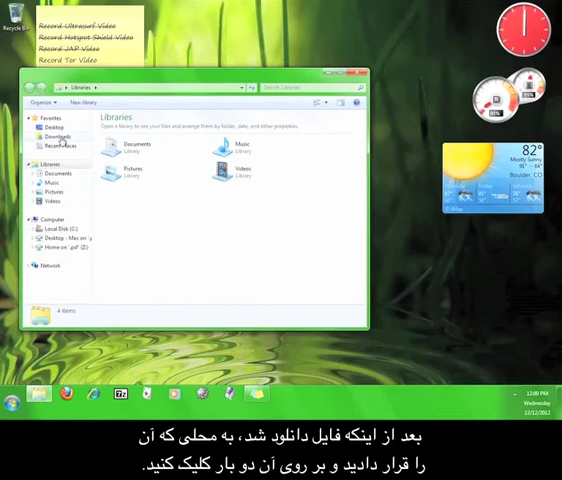 Recycle Bin
Record Ultrasurf Video
Record Hotspot Shield Video
Record JAP Video
Record Tor Video
Libraries
Search Libraries
Organize
New library
Favorites
Desktop
Downloads
Recent Places
Libraries
Documents
Music
Pictures
Videos
Computer
Local Disk (C:)
Desktop - Mac on
Home on
Network
Libraries
Open a library to see your files and arrange them by folder, date, and other properties.
Documents
Library
Music
Library
Pictures
Library
Videos
Library
4 items
82°
Mostly Sunny
91° - 64°
Boulder, CO
12:00 PM
Wednesday
12/12/2012
بعد از اینکه فایل دانلود شد، به محلی که آن
را قرار دادید و بر روی آن دو بار کلیک کنید.